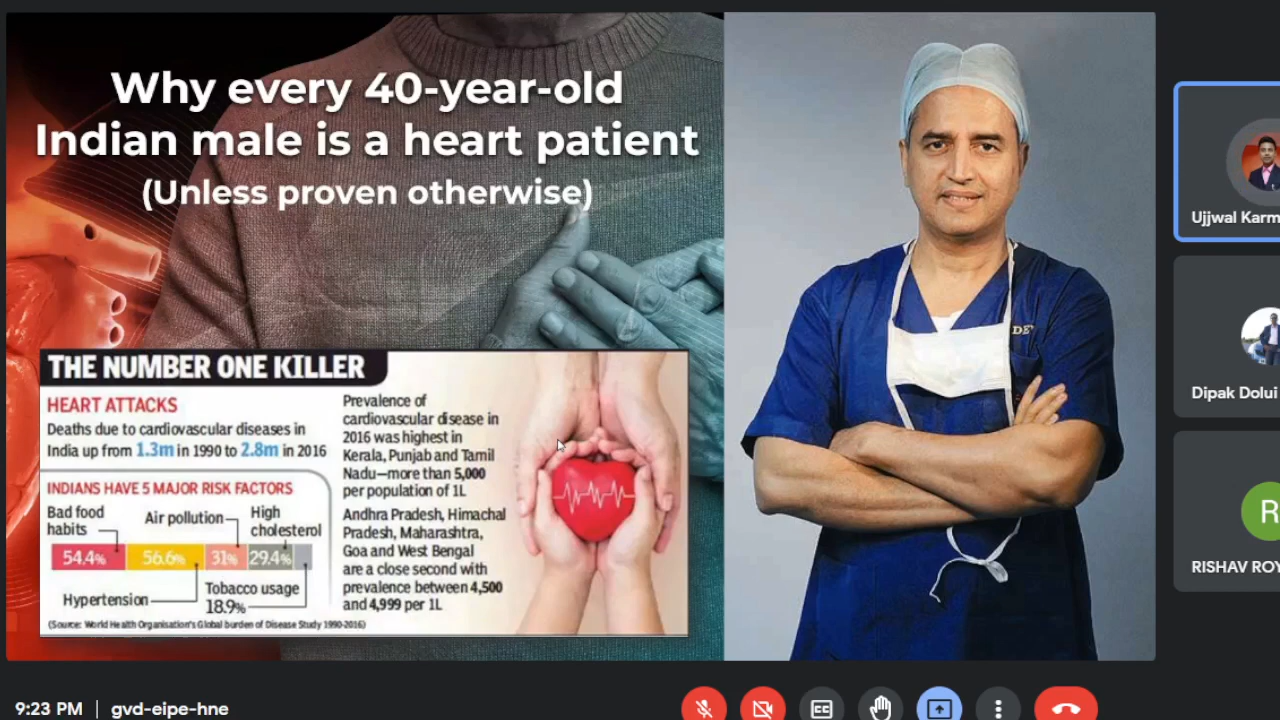 Why every 40-year-old
Indian male is a heart patient
(Unless proven otherwise)
THE NUMBER ONE KILLER
HEART ATTACKS
Deaths due to cardiovascular diseases in
India up from 1.3m in 1990 to 2.8m in 2016
INDIANS HAVE 5 MAJOR RISK FACTORS
Bad food
habits
Air pollution
High
cholesterol
54.4%
56.6%
31%
29.4%
Hypertension
Tobacco usage
18.9%
(Source: World Health Organisation's Global burden of Disease Study 1990-2016)
Prevalence of
cardiovascular disease in
2016 was highest in
Kerala, Punjab and Tamil
Nadu—more than 5,000
per population of 1L
Andhra Pradesh, Himachal
Pradesh, Maharashtra,
Goa and West Bengal
are a close second with
prevalence between 4,500
and 4,999 per 1L
DE
Ujjwal Karm
Dipak Dolui
R
RISHAV ROY
9:23 PM | gvd-eipe-hne
CC